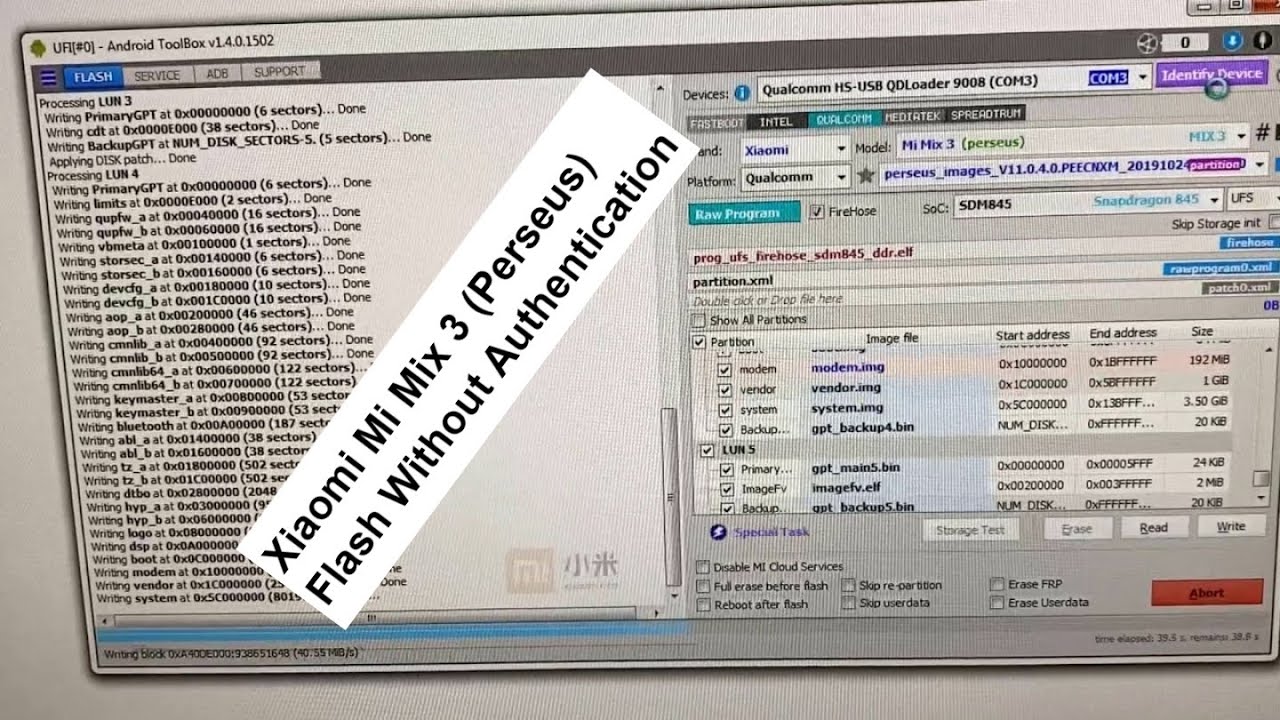 UFI[#0] - Android ToolBox v1.4.0.1502
0
FLASH SERVICE ADB SUPPORT
Processing LUN 3
Writing PrimaryGPT at 0x00000000 (6 sectors)... Done
Writing cdt at 0x0000E000 (38 sectors)... Done
Writing BackupGPT at NUM_DISK_SECTORS-5. (5 sectors)... Done
Applying DISK patch... Done
Processing LUN 4
Writing PrimaryGPT at 0x00000000 (6 sectors)... Done
Writing limits at 0x0000E000 (2 sectors)... Done
Writing qupfw_a at 0x00040000 (16 sectors)... Done
Writing qupfw_b at 0x00060000 (16 sectors)... Done
Writing vbmeta at 0x00100000 (1 sectors)... Done
Writing storsec_a at 0x00140000 (6 sectors)... Done
Writing storsec_b at 0x00160000 (6 sectors)... Done
Writing devcfg_a at 0x00180000 (10 sectors)... Done
Writing devcfg_b at 0x001C0000 (10 sectors)... Done
Writing aop_a at 0x00200000 (46 sectors)... Done
Writing aop_b at 0x00280000 (46 sectors)... Done
Writing cmnlib_a at 0x00400000 (92 sectors)... Done
Writing cmnlib_b at 0x00500000 (92 sectors)... Done
Writing cmnlib64_a at 0x00600000 (122 sectors)...
Writing cmnlib64_b at 0x00700000 (122 sectors)...
Writing keymaster_a at 0x00800000 (53 sector
Writing keymaster_b at 0x00900000 (53 sect
Writing bluetooth at 0x00A00000 (187 sec
Writing abl_a at 0x01400000 (38 sectors)
Writing abl_b at 0x01600000 (38 sectors
Writing tz_a at 0x01800000 (502 sec
Writing tz_b at 0x01C00000 (502 se
Writing dtbo at 0x02800000 (2048
Writing hyp_a at 0x03000000
Writing hyp_b at 0x06000000
Writing logo at 0x08000000
Writing dsp at 0x0A00000
Writing boot at 0x0C000000
Writing modem at 0x10000000
Writing vendor at 0x1C000000 Done
Writing system at 0x5C000000
Writing block 0xA40DE000:938651648 (40.55 MiB/s)
Xiaomi Mi Mix 3 (Perseus)
Flash Without Authentication
小米
Devices: Qualcomm HS-USB QDLoader 9008 (COM3) COM3 Identify Device
FASTBOOT INTEL QUALCOMM MEDIATEK SPREADTRUM
and: Xiaomi Model: Mi Mix 3 (perseus) MIX 3 #
Platform: Qualcomm perseus_images_V11.0.4.0.PEECNXM_20191024 partition
Raw Program FireHose SoC: SDM845 Snapdragon 845 UFS
Skip Storage init
prog_ufs_firehose_sdm845_ddr.elf firehose
partition.xml rawprogram0.xml
Double click or Drop file here patch0.xml
Show All Partitions 0B
Partition Image file Start address End address Size
modem modem.img 0x10000000 0x1BFFFFFF 192 MiB
vendor vendor.img 0x1C000000 0x5BFFFFFF 1 GiB
system system.img 0x5C000000 0x13BFFF... 3.50 GiB
Backup... gpt_backup4.bin NUM_DISK... 0xFFFFFF... 20 KiB
LUN 5
Primary... gpt_main5.bin 0x00000000 0x00005FFF 24 KiB
ImageFv imagefv.elf 0x00200000 0x003FFFFF 2 MiB
Backup... gpt_backup5.bin NUM_DISK... 0xFFFFFF... 20 KiB
Special Task Storage Test Erase Read Write
Disable MI Cloud Services
Full erase before flash Skip re-partition Erase FRP
Reboot after flash Skip userdata Erase Userdata
Abort
time elapsed: 39.5 s, remains: 38.8 s